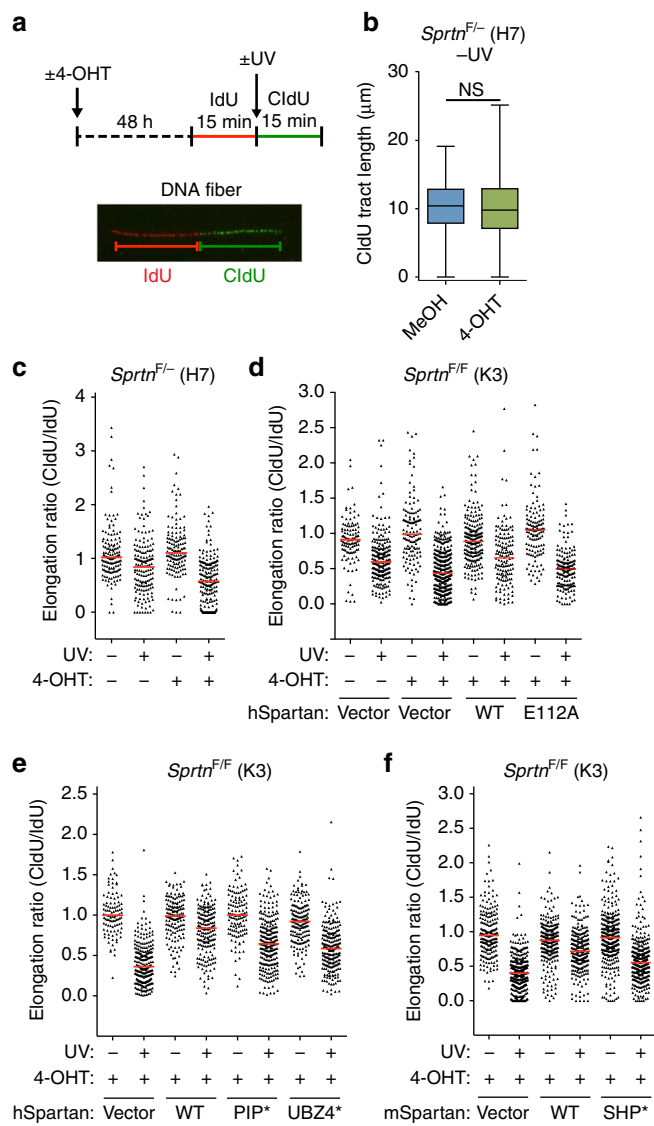 a
±4-OHT
±UV
IdU
CldU
48 h
15 min
15 min
DNA fiber
IdU
CldU
b
Sprtn^F/– (H7)
–UV
NS
CldU tract length (µm)
30
20
10
0
MeOH
4-OHT
c
Sprtn^F/– (H7)
Elongation ratio (CldU/IdU)
4
3
2
1
0
UV: – + – +
4-OHT: – – + +
d
Sprtn^F/F (K3)
Elongation ratio (CldU/IdU)
3.0
2.5
2.0
1.5
1.0
0.5
0.0
UV: – + – + – + – +
4-OHT: – – + + + + + +
hSpartan: Vector Vector WT E112A
e
Sprtn^F/F (K3)
Elongation ratio (CldU/IdU)
2.5
2.0
1.5
1.0
0.5
0.0
UV: – + – + – + – +
4-OHT: + + + + + + + +
hSpartan: Vector WT PIP* UBZ4*
f
Sprtn^F/F (K3)
Elongation ratio (CldU/IdU)
3.0
2.5
2.0
1.5
1.0
0.5
0.0
UV: – + – + – +
4-OHT: + + + + + +
mSpartan: Vector WT SHP*